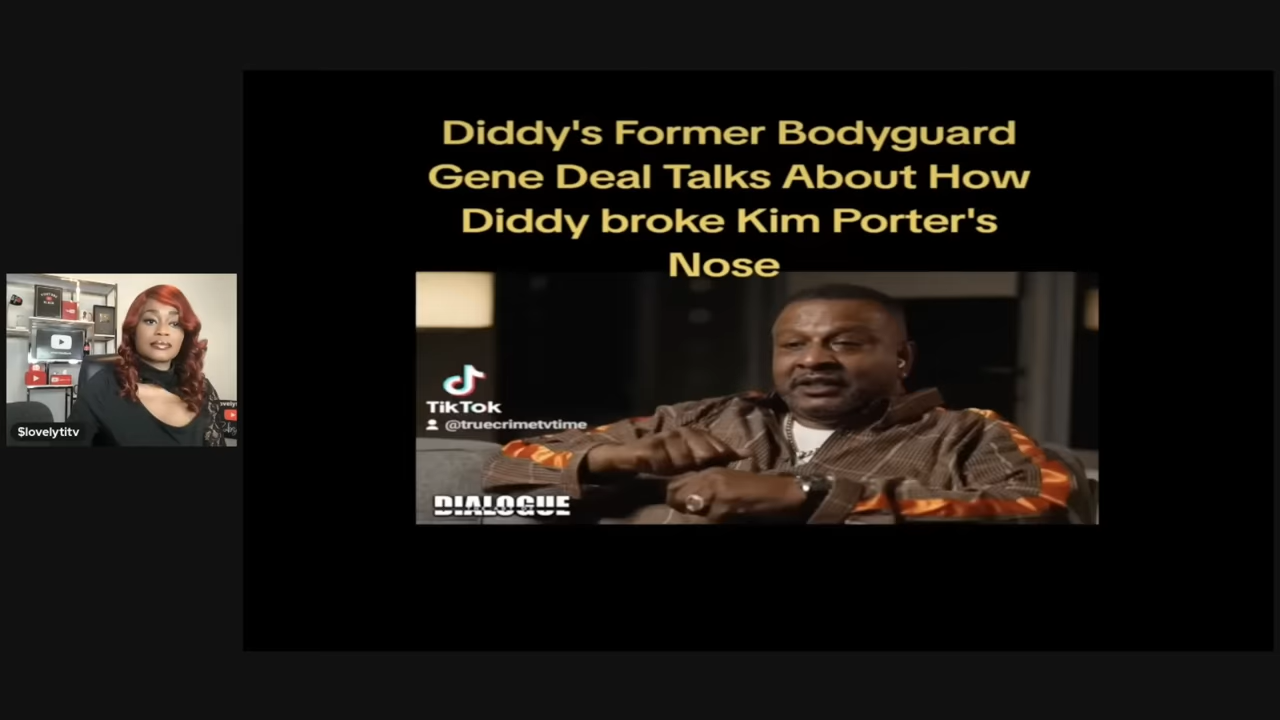 Diddy's Former Bodyguard
Gene Deal Talks About How
Diddy broke Kim Porter's
Nose
TikTok
@truecrimetvtime
DIALOGUE
$lovelytitv